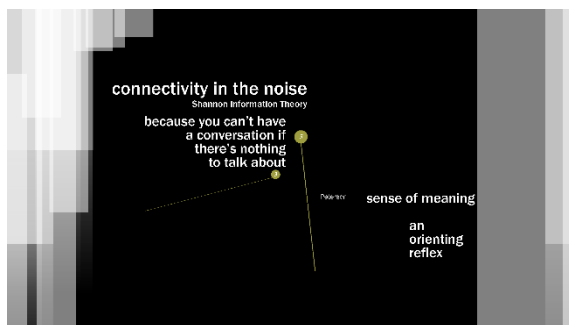 connectivity in the noise
Shannon Information Theory
because you can't have
a conversation if
there's nothing
to talk about
3
sense of meaning
an
orienting
reflex